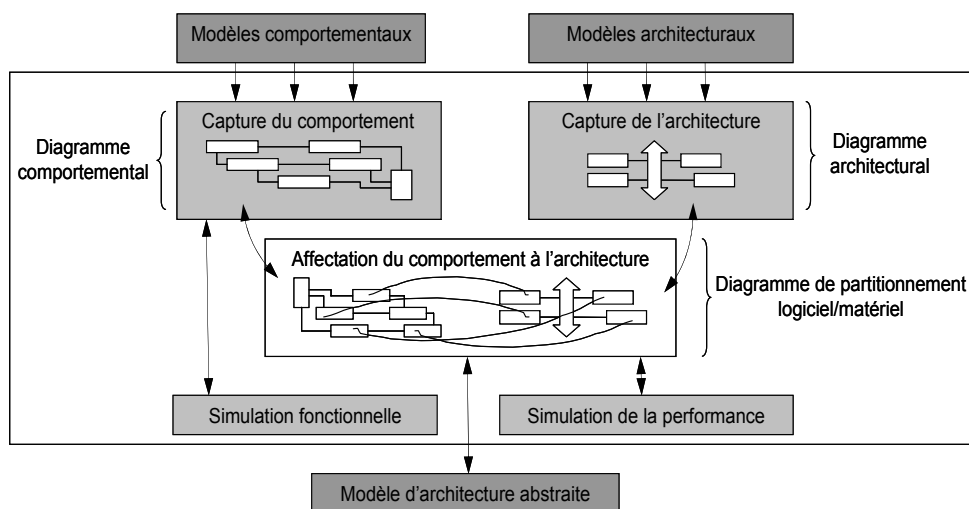 Modèles comportementaux
Modèles architecturaux
Capture du comportement
Capture de l’architecture
Diagramme
comportemental
Diagramme
architectural
Affectation du comportement à l’architecture
Diagramme de partitionnement
logiciel/matériel
Simulation fonctionnelle
Simulation de la performance
Modèle d’architecture abstraite